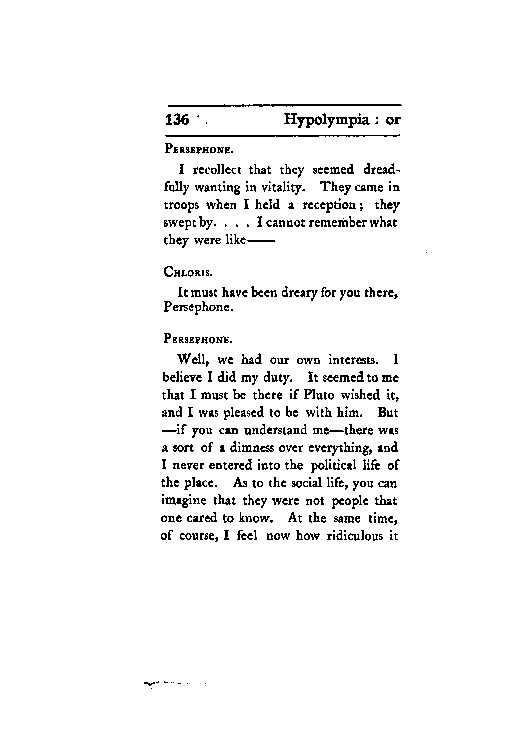 136 Hypolympia : or
PERSEPHONE.
I recollect that they seemed dread-
fully wanting in vitality. They came in
troops when I held a reception ; they
swept by. . . . I cannot remember what
they were like——
CHLORIS.
It must have been dreary for you there,
Persephone.
PERSEPHONE.
Well, we had our own interests. I
believe I did my duty. It seemed to me
that I must be there if Pluto wished it,
and I was pleased to be with him. But
—if you can understand me—there was
a sort of a dimness over everything, and
I never entered into the political life of
the place. As to the social life, you can
imagine that they were not people that
one cared to know. At the same time,
of course, I feel now how ridiculous it